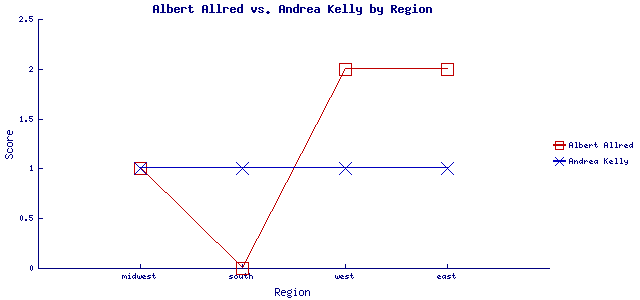 Albert Allred vs. Andrea Kelly by Region
2.5
2
1.5
1
0.5
0
Score
midwest south west east
Region
Albert Allred
Andrea Kelly